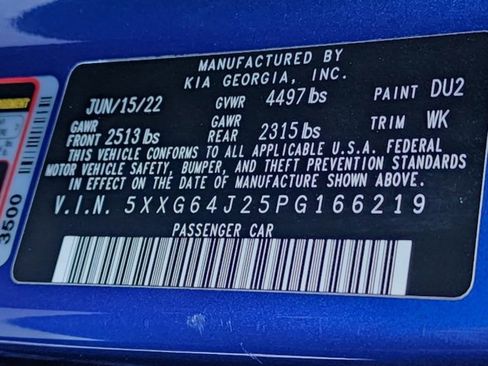 MANUFACTURED BY
KIA GEORGIA, INC.
JUN/15/22 GVWR 4497 lbs PAINT DU2
GAWR FRONT 2513 lbs GAWR REAR 2315 lbs TRIM WK
THIS VEHICLE CONFORMS TO ALL APPLICABLE U.S.A. FEDERAL
MOTOR VEHICLE SAFETY, BUMPER, AND THEFT PREVENTION STANDARDS
IN EFFECT ON THE DATE OF MANUFACTURE SHOWN ABOVE.
V.I.N. 5XXG64J25PG166219
PASSENGER CAR
3500